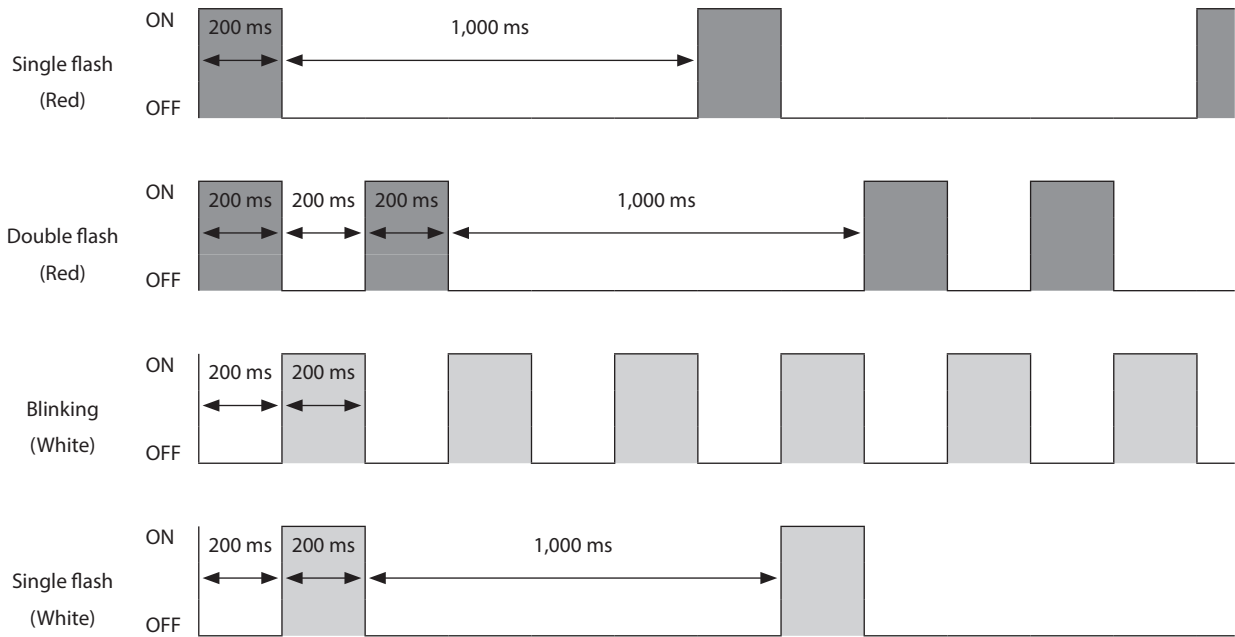 ON
200 ms 1,000 ms
Single flash
(Red)
OFF
ON
200 ms 200 ms 200 ms 1,000 ms
Double flash
(Red)
OFF
ON
200 ms 200 ms
Blinking
(White)
OFF
ON
200 ms 200 ms 1,000 ms
Single flash
(White)
OFF